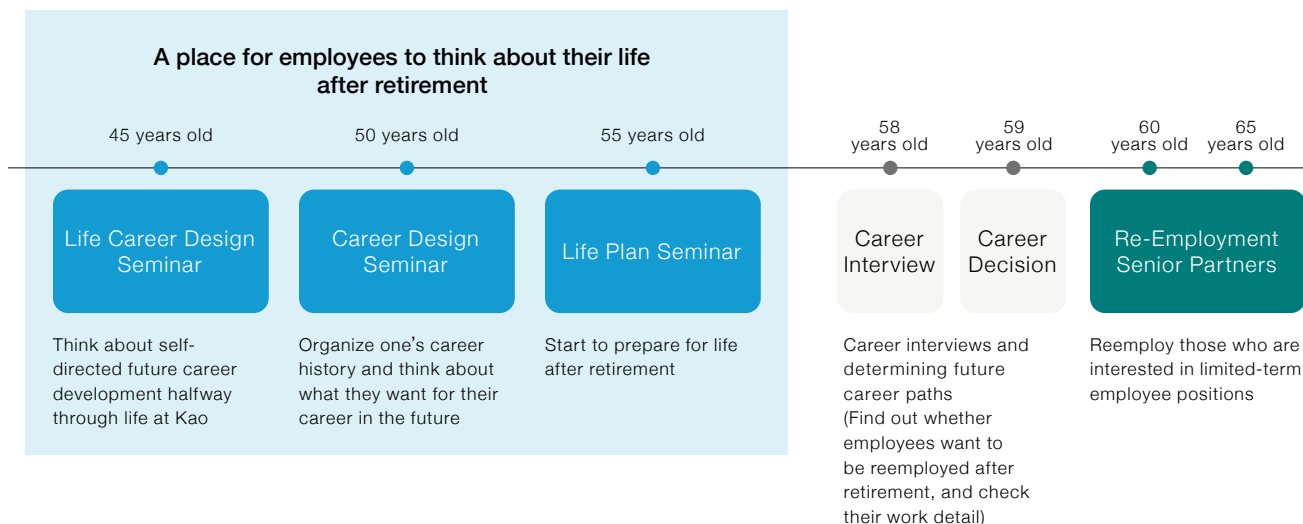 A place for employees to think about their life
after retirement
45 years old
50 years old
55 years old
58
years old
59
years old
60
years old
65
years old
Life Career Design
Seminar
Career Design
Seminar
Life Plan Seminar
Career
Interview
Career
Decision
Re-Employment
Senior Partners
Think about self-
directed future career
development halfway
through life at Kao
Organize one's career
history and think about
what they want for their
career in the future
Start to prepare for life
after retirement
Career interviews and
determining future
career paths
(Find out whether
employees want to
be reemployed after
retirement, and check
their work detail)
Reemploy those who are
interested in limited-term
employee positions